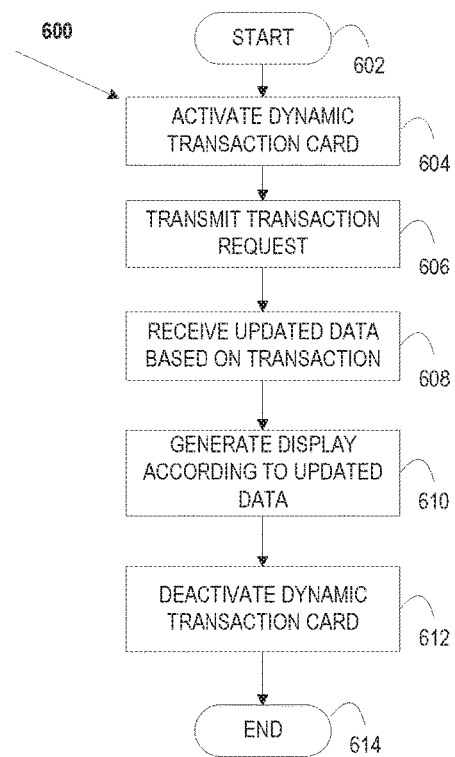 600
START
602
ACTIVATE DYNAMIC
TRANSACTION CARD
604
TRANSMIT TRANSACTION
REQUEST
606
RECEIVE UPDATED DATA
BASED ON TRANSACTION
608
GENERATE DISPLAY
ACCORDING TO UPDATED
DATA
610
DEACTIVATE DYNAMIC
TRANSACTION CARD
612
END
614